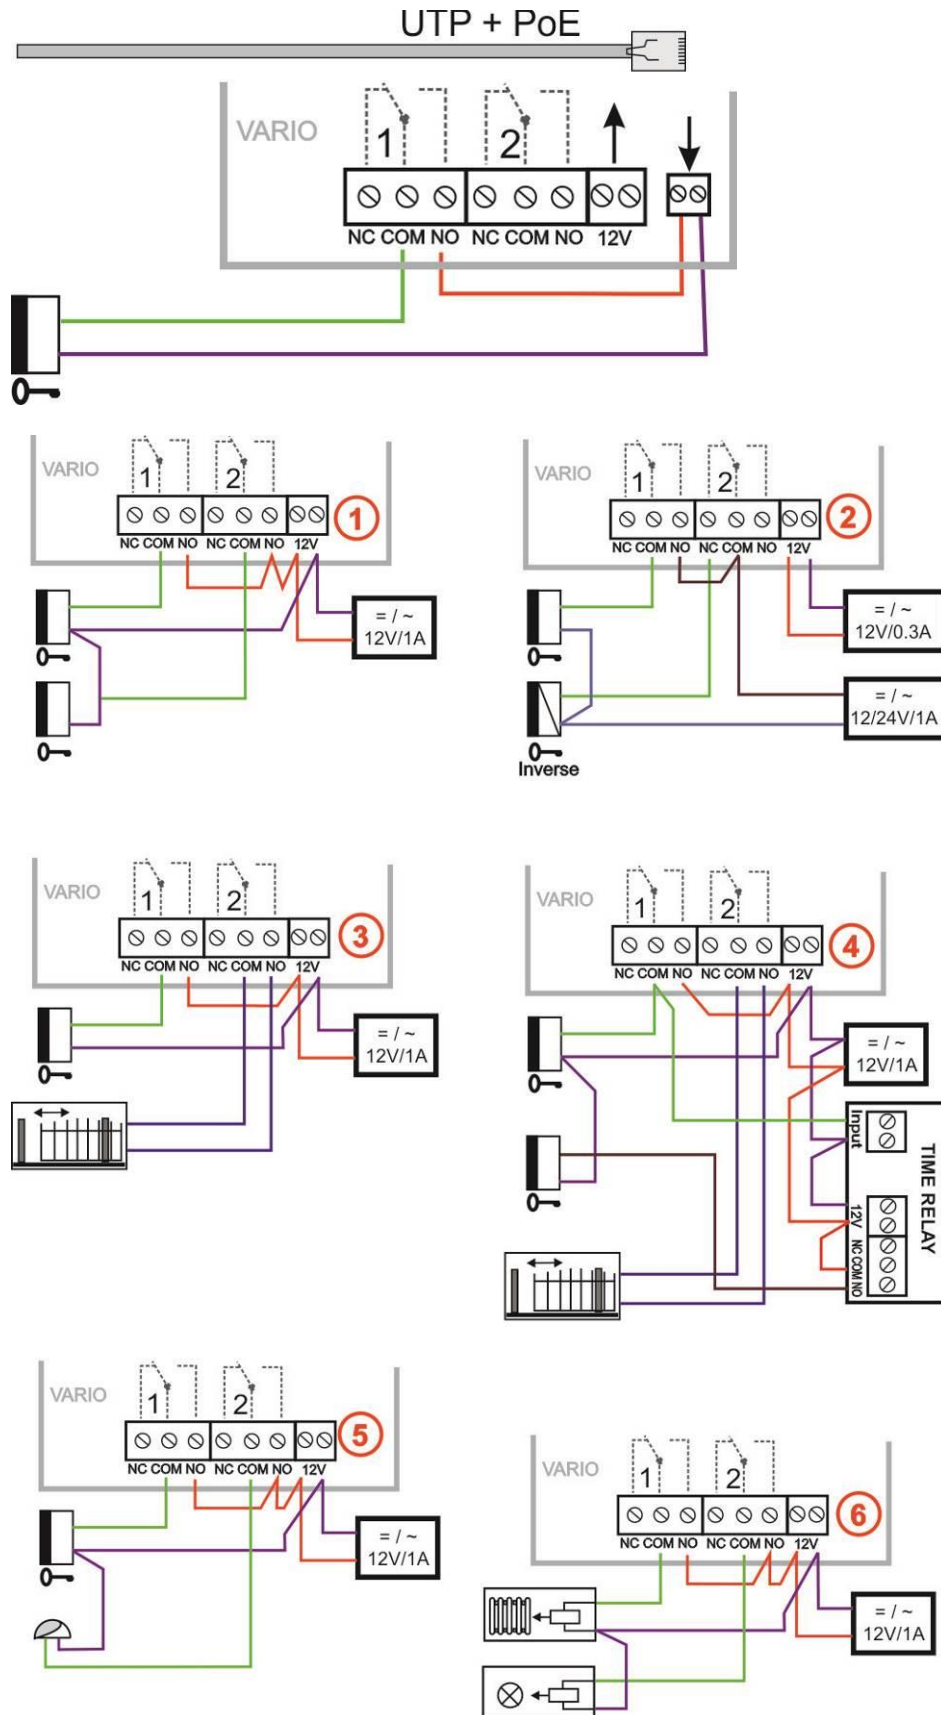 UTP + PoE
VARIO
1
2
NC COM NO NC COM NO 12V
VARIO
1
2
1
NC COM NO NC COM NO 12V
= / ~
12V/1A
VARIO
1
2
2
NC COM NO NC COM NO 12V
= / ~
12V/0.3A
= / ~
12/24V/1A
Inverse
VARIO
1
2
3
NC COM NO NC COM NO 12V
= / ~
12V/1A
VARIO
1
2
4
NC COM NO NC COM NO 12V
= / ~
12V/1A
Input
12V
NC COM NO
TIME RELAY
VARIO
1
2
5
NC COM NO NC COM NO 12V
= / ~
12V/1A
VARIO
1
2
6
NC COM NO NC COM NO 12V
= / ~
12V/1A